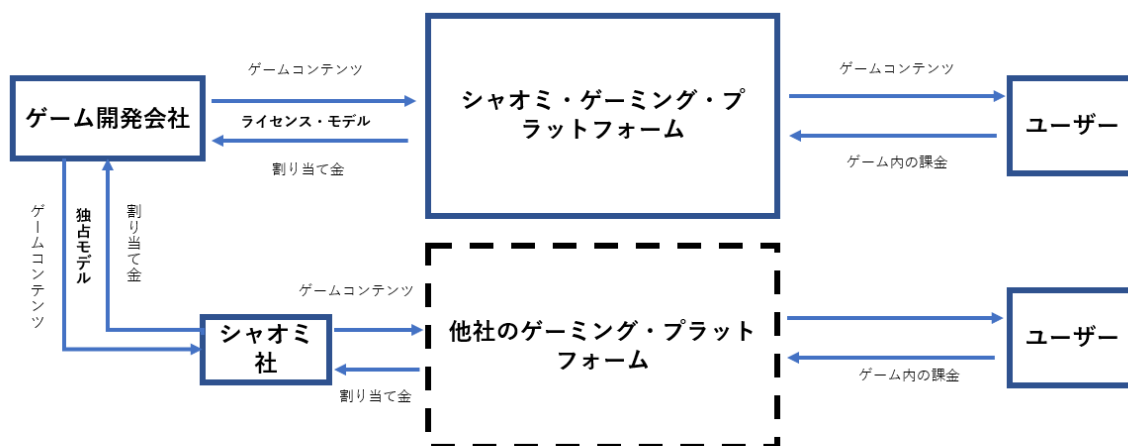 ゲームコンテンツ
ゲーム開発会社
ライセンス・モデル
割り当て金
シャオミ・ゲーミング・プ
ラットフォーム
ゲームコンテンツ
ユーザー
ゲーム内の課金
ゲームコンテンツ
独占モデル
割り当て金
シャオミ
社
ゲームコンテンツ
割り当て金
他社のゲーミング・プラット
フォーム
ユーザー
ゲーム内の課金